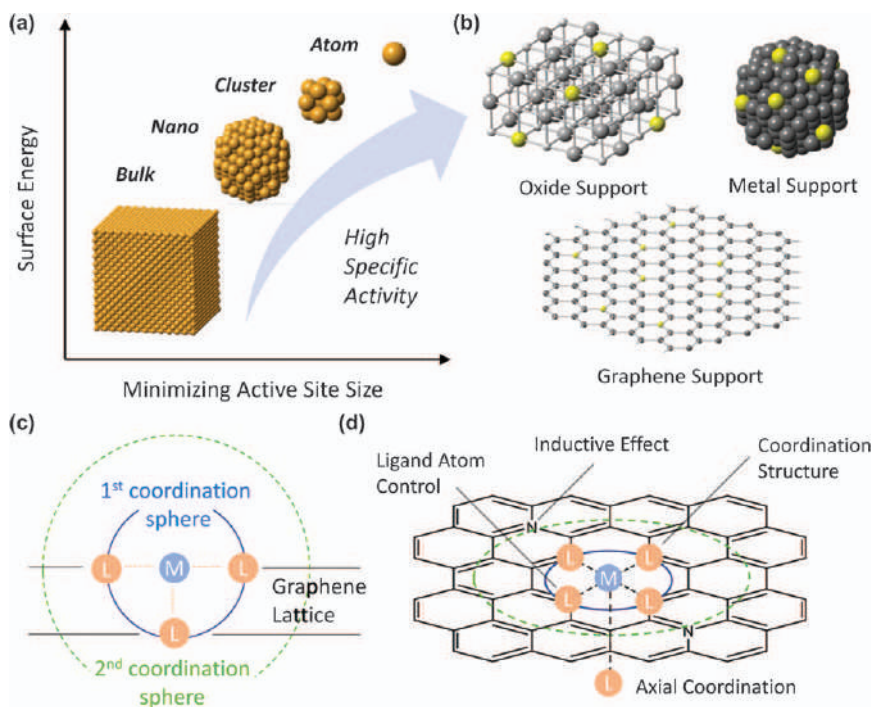 (a)
Surface Energy
Bulk
Nano
Cluster
Atom
High
Specific
Activity
Minimizing Active Site Size
(b)
Oxide Support
Metal Support
Graphene Support
(c)
1st coordination
sphere
L
M
L
L
Graphene
Lattice
2nd coordination
sphere
(d)
Ligand Atom
Control
Inductive Effect
Coordination
Structure
N
L
L
M
L
L
N
L
Axial Coordination